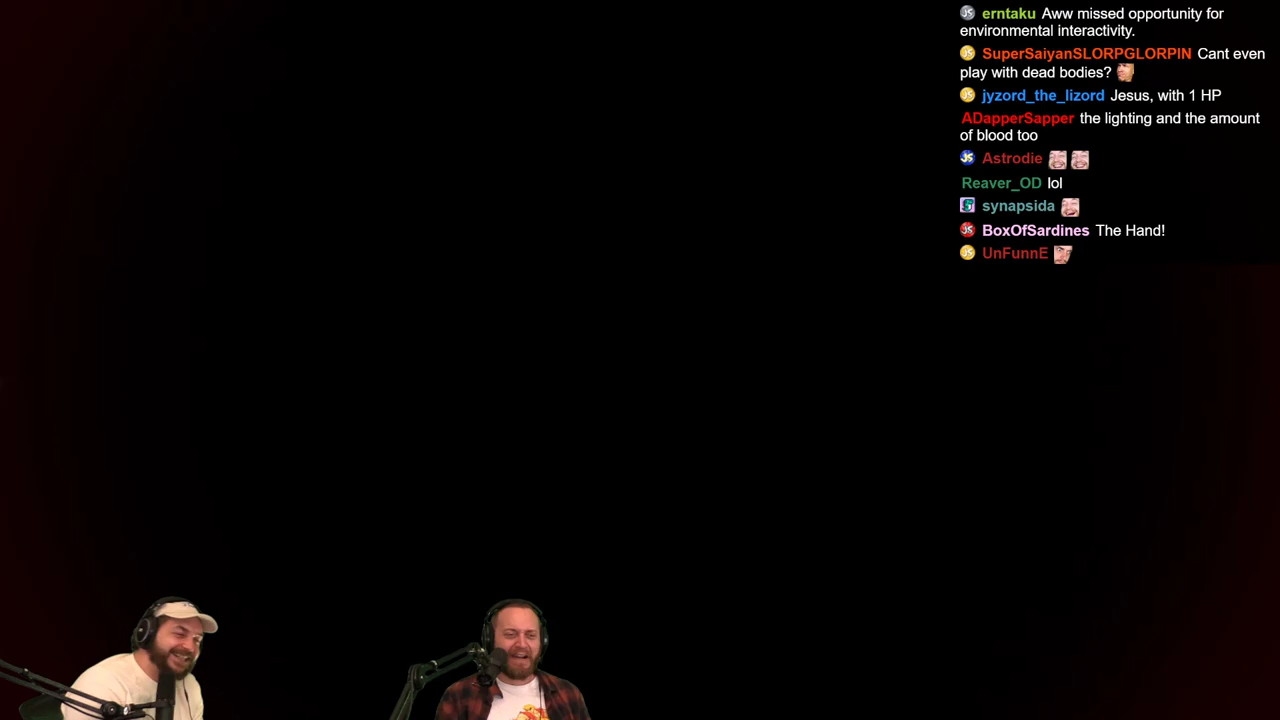 erntaku Aww missed opportunity for
environmental interactivity.
SuperSaiyanSLORPGLORPIN Cant even
play with dead bodies?
jyzord_the_lizord Jesus, with 1 HP
ADapperSapper the lighting and the amount
of blood too
Astrodie
Reaver_OD lol
synapsida
BoxOfSardines The Hand!
UnFunnE